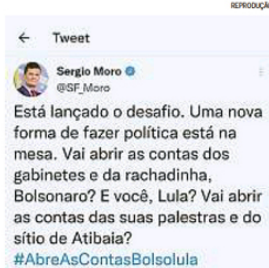 REPRODUÇÃ
Tweet
Sergio Moro
@SF_Moro
Está lançado o desafio. Uma nova
forma de fazer política está na
mesa. Vai abrir as contas dos
gabinetes e da rachadinha,
Bolsonaro? E você, Lula? Vai abrir
as contas das suas palestras e do
sítio de Atibaia?
#AbreAsContasBolsolula